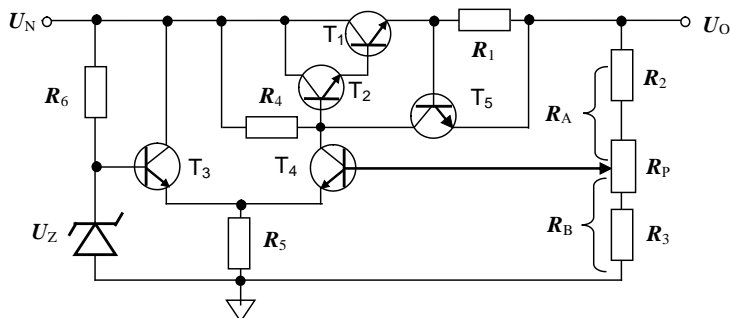 U_N
T_1
R_1
U_O
R_6
R_4
T_2
T_5
R_2
R_A
T_3
T_4
R_P
U_Z
R_5
R_B
R_3